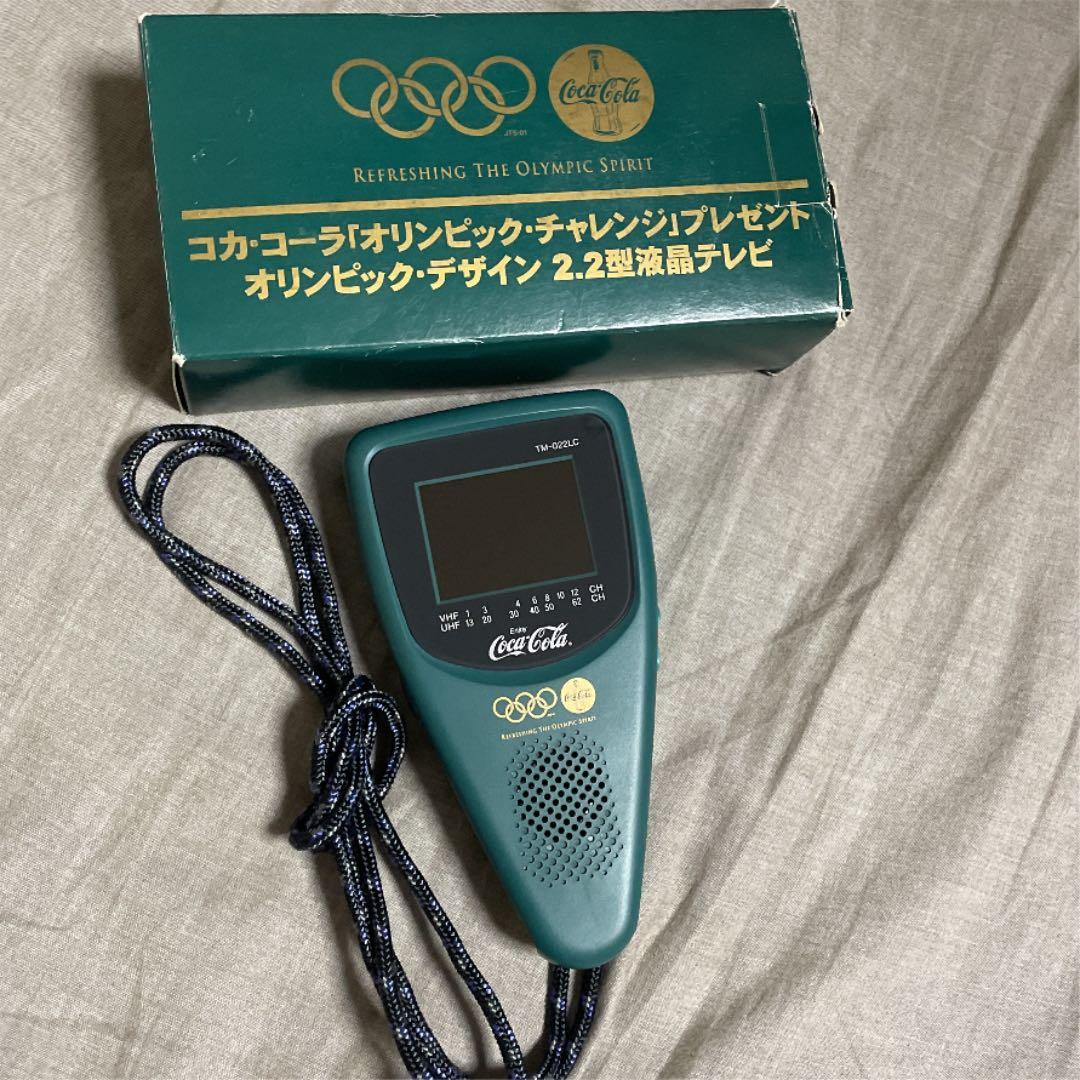 Coca-Cola
JTS-01
REFRESHING THE OLYMPIC SPIRIT
コカ・コーラ「オリンピック・チャレンジ」プレゼント
オリンピック・デザイン 2.2型液晶テレビ
TM-022LC
VHF 1 3 4 6 8 10 12 CH
UHF 13 20 30 40 50 62 CH
Enjoy
Coca-Cola
Coca-Cola
REFRESHING THE OLYMPIC SPIRIT